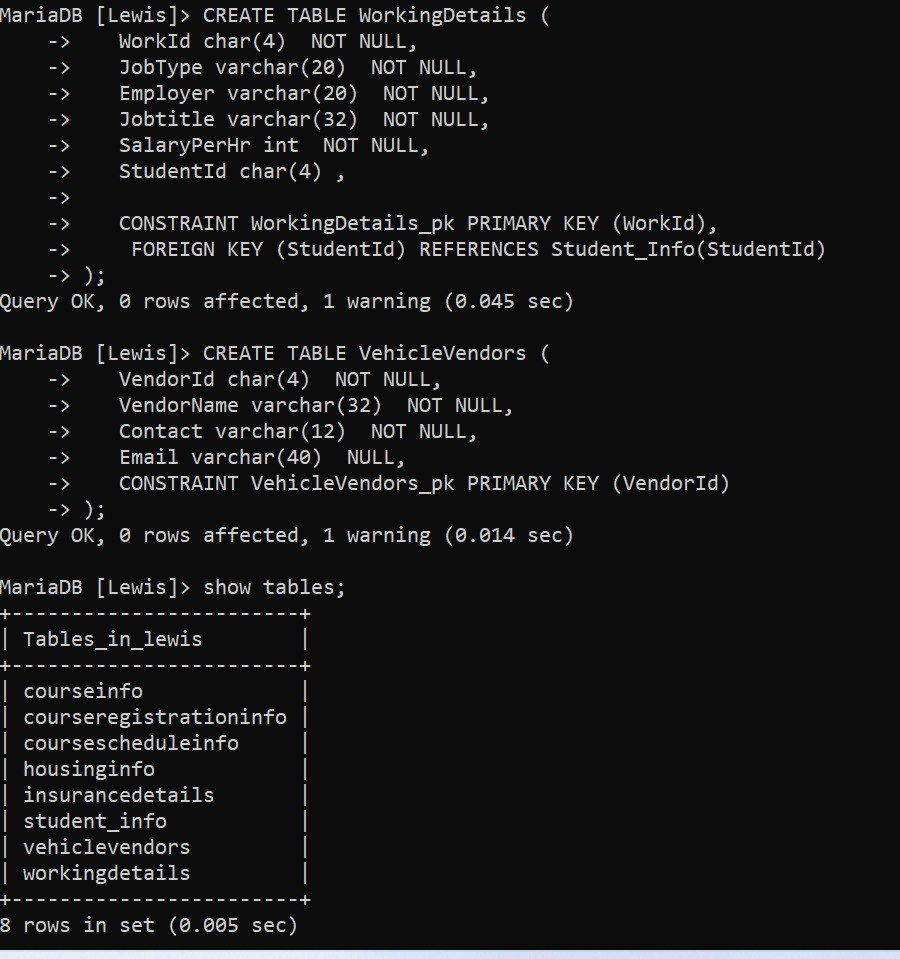 MariaDB [Lewis]> CREATE TABLE WorkingDetails (
    ->    WorkId char(4)  NOT NULL,
    ->    JobType varchar(20)  NOT NULL,
    ->    Employer varchar(20)  NOT NULL,
    ->    Jobtitle varchar(32)  NOT NULL,
    ->    SalaryPerHr int  NOT NULL,
    ->    StudentId char(4) ,
    ->
    ->    CONSTRAINT WorkingDetails_pk PRIMARY KEY (WorkId),
    ->     FOREIGN KEY (StudentId) REFERENCES Student_Info(StudentId)
    -> );
Query OK, 0 rows affected, 1 warning (0.045 sec)

MariaDB [Lewis]> CREATE TABLE VehicleVendors (
    ->    VendorId char(4)  NOT NULL,
    ->    VendorName varchar(32)  NOT NULL,
    ->    Contact varchar(12)  NOT NULL,
    ->    Email varchar(40)  NULL,
    ->    CONSTRAINT VehicleVendors_pk PRIMARY KEY (VendorId)
    -> );
Query OK, 0 rows affected, 1 warning (0.014 sec)

MariaDB [Lewis]> show tables;
+------------------------+
| Tables_in_lewis        |
+------------------------+
| courseinfo             |
| courseregistrationinfo |
| coursescheduleinfo     |
| housinginfo            |
| insurancedetails       |
| student_info           |
| vehiclevendors         |
| workingdetails         |
+------------------------+
8 rows in set (0.005 sec)